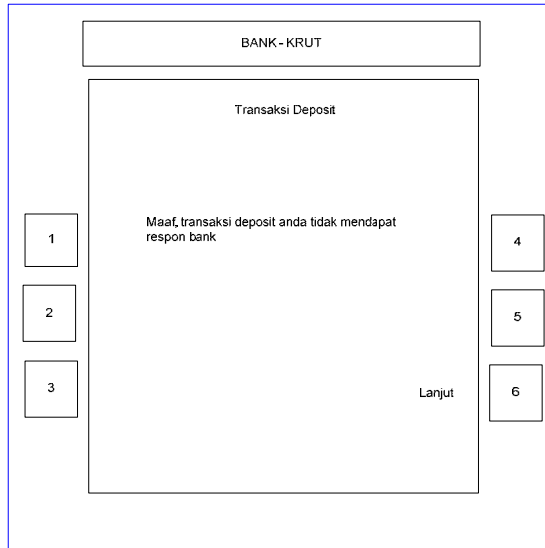 BANK - KRUT
Transaksi Deposit
Maaf, transaksi deposit anda tidak mendapat
respon bank
1
4
2
5
3
Lanjut
6